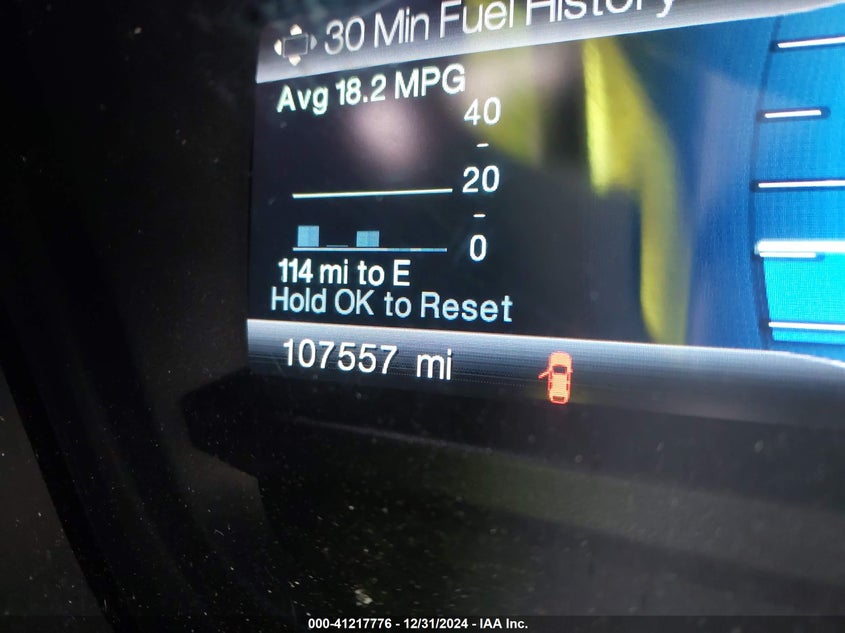 30 Min Fuel History
Avg 18.2 MPG
40
20
0
114 mi to E
Hold OK to Reset
107557 mi
000-41217776 - 12/31/2024 - IAA Inc.